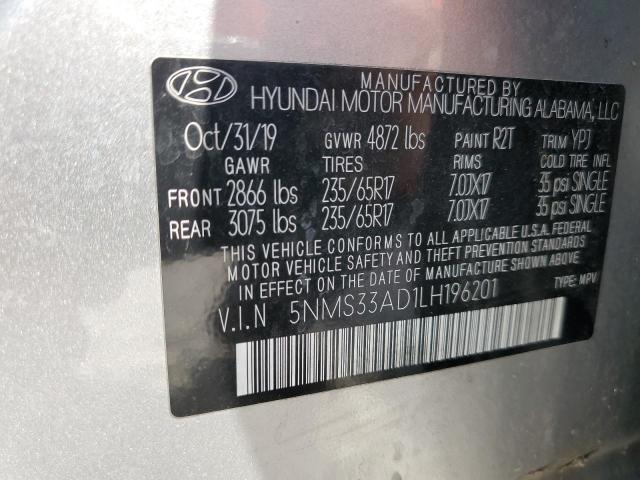 MANUFACTURED BY
HYUNDAI MOTOR MANUFACTURING ALABAMA, LLC
Oct/31/19 GVWR 4872 lbs PAINT R2T TRIM YPJ
GAWR TIRES RIMS COLD TIRE INFL
FRONT 2866 lbs 235/65R17 7.0JX17 35 psi SINGLE
REAR 3075 lbs 235/65R17 7.0JX17 35 psi SINGLE
THIS VEHICLE CONFORMS TO ALL APPLICABLE U.S.A. FEDERAL
MOTOR VEHICLE SAFETY AND THEFT PREVENTION STANDARDS
IN EFFECT ON THE DATE OF MANUFACTURE SHOWN ABOVE.
V.I.N 5NMS33AD1LH196201 TYPE: MPV